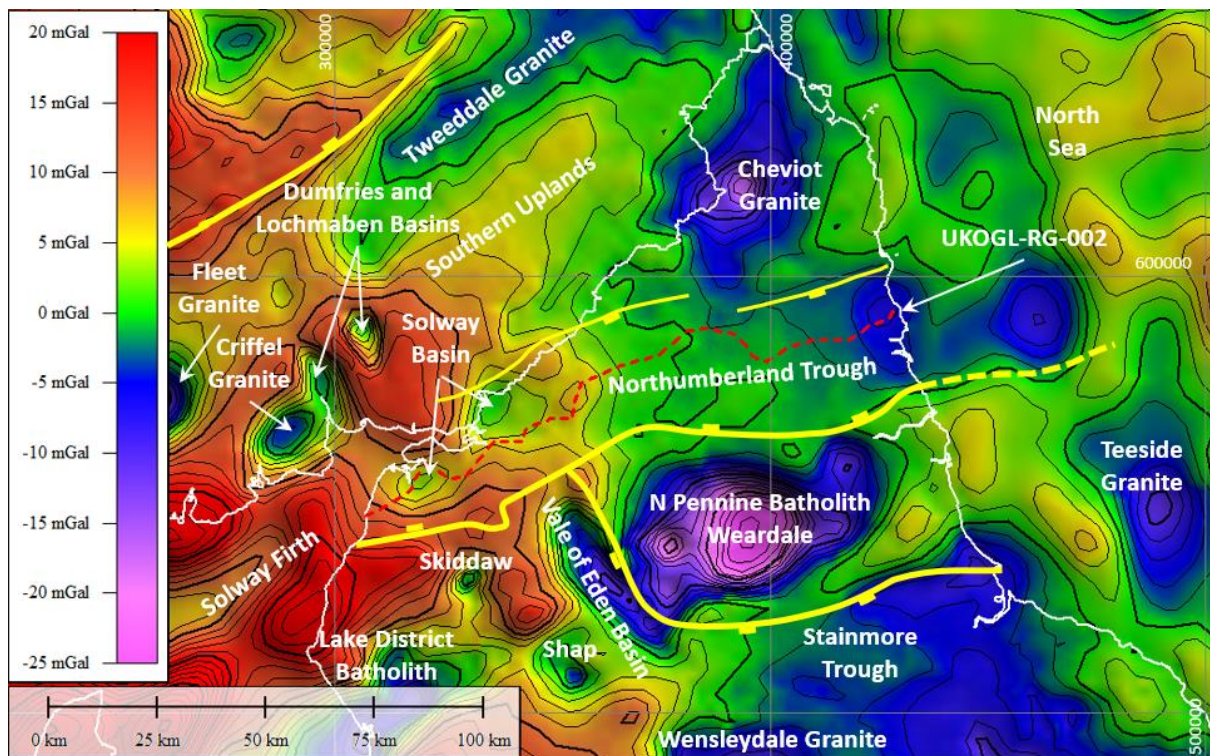 20 mGal
15 mGal
10 mGal
5 mGal
0 mGal
-5 mGal
-10 mGal
-15 mGal
-20 mGal
-25 mGal
300000
400000
Tweeddale Granite
North
Sea
Cheviot
Granite
Dumfries and
Lochmaben Basins
Southern Uplands
UKOGL-RG-002
600000
Fleet
Granite
Solway
Basin
Criffel
Granite
Northumberland Trough
Teeside
Granite
N Pennine Batholith
Weardale
Vale of Eden Basin
Skiddaw
Solway Firth
Lake District
Batholith
Shap
Stainmore
Trough
0 km
25 km
50 km
75 km
100 km
Wensleydale Granite
500000